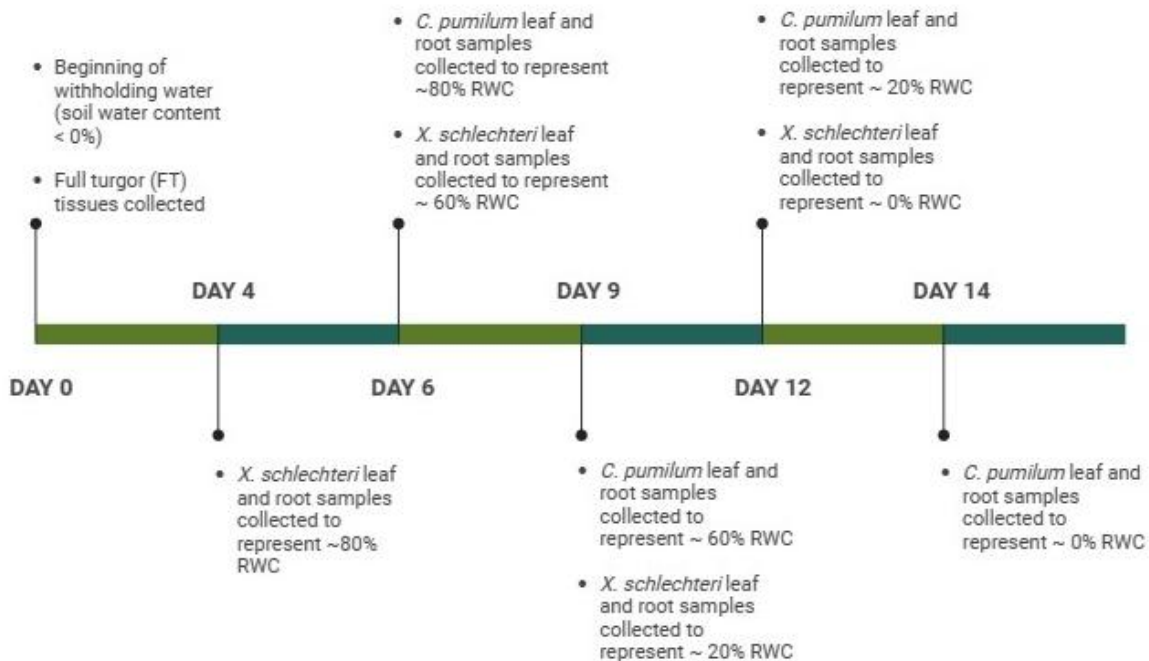 • Beginning of
withholding water
(soil water content
< 0%)
• Full turgor (FT)
tissues collected
• C. pumilum leaf and
root samples
collected to represent
~80% RWC
• X. schlechteri leaf
and root samples
collected to represent
~ 60% RWC
• C. pumilum leaf and
root samples
collected to
represent ~ 20% RWC
• X. schlechteri leaf
and root samples
collected to
represent ~ 0% RWC
DAY 4
DAY 9
DAY 14
DAY 0
DAY 6
DAY 12
• X. schlechteri leaf
and root samples
collected to
represent ~80%
RWC
• C. pumilum leaf and
root samples
collected to
represent ~ 60% RWC
• X. schlechteri leaf
and root samples
collected to
represent ~ 20% RWC
• C. pumilum leaf and
root samples
collected to
represent ~ 0% RWC